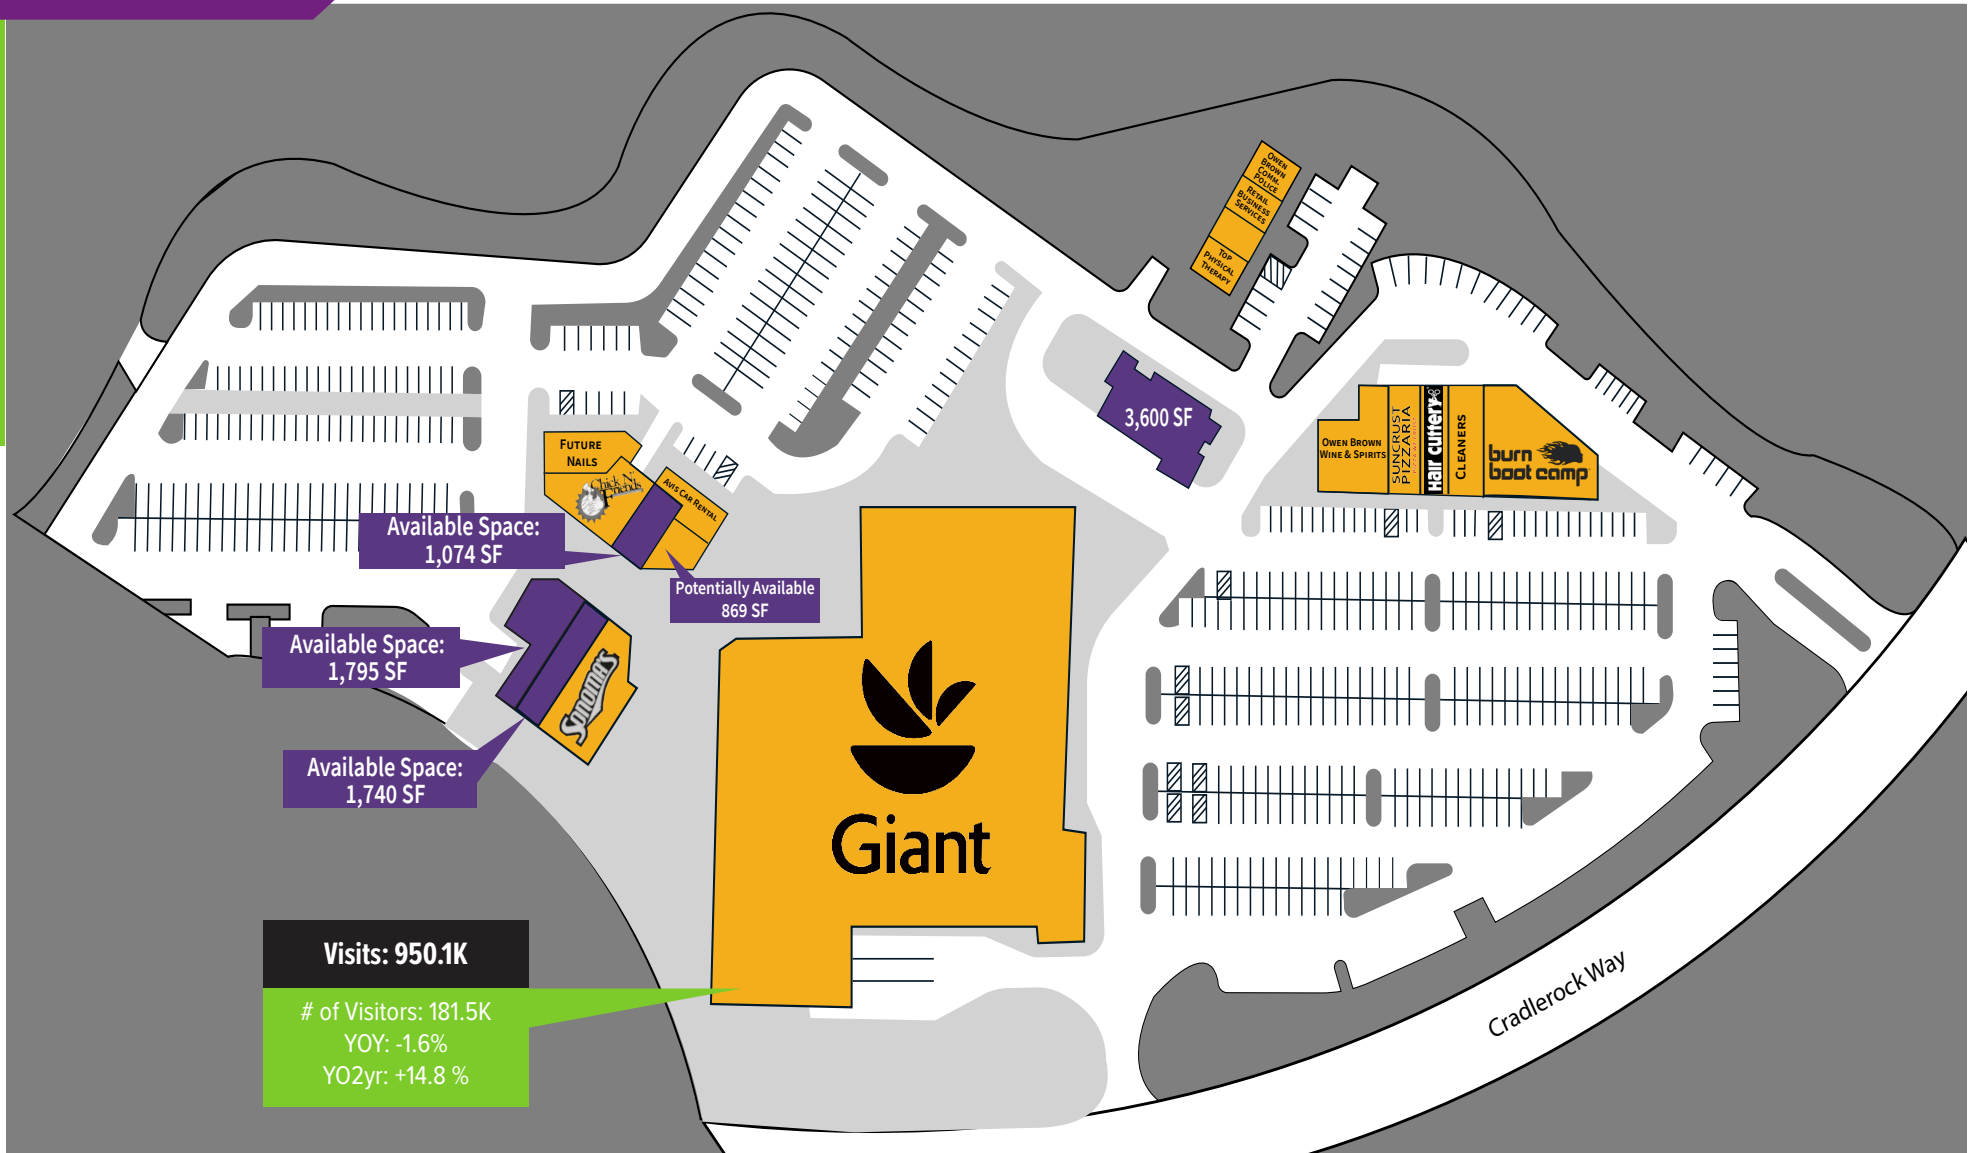 OWEN
BROWN
COMM.
POLICE
RETAIL
BUSINESS
SERVICES
TOP
PHYSICAL
THERAPY
3,600 SF
OWEN BROWN
WINE & SPIRITS
SUNCRUST
PIZZARIA
Hair Cuttery
CLEANERS
burn
boot camp
FUTURE
NAILS
Chick N'
Friends
AVIS CAR RENTAL
Available Space:
1,074 SF
Potentially Available
869 SF
Available Space:
1,795 SF
SONOMA'S
Available Space:
1,740 SF
Giant
Visits: 950.1K
# of Visitors: 181.5K
YOY: -1.6%
YO2yr: +14.8 %
Cradlerock Way